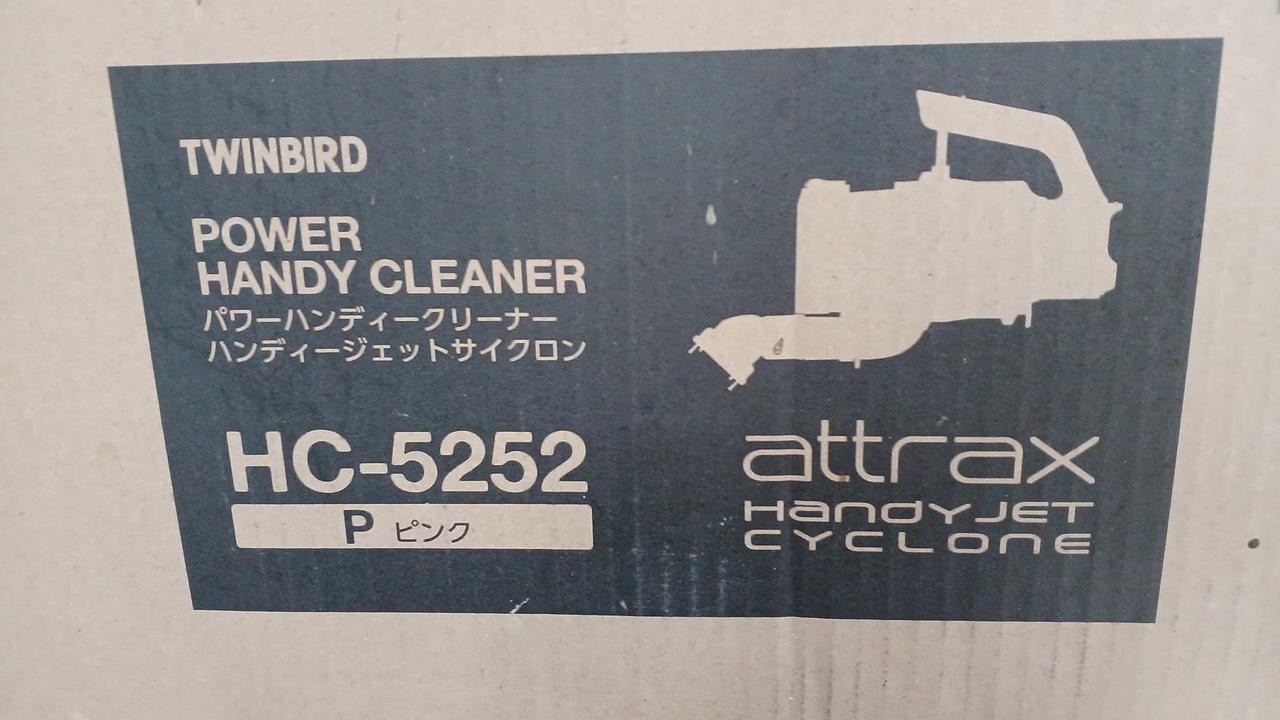 TWINBIRD
POWER
HANDY CLEANER
パワーハンディークリーナー
ハンディージェットサイクロン
HC-5252
P ピンク
attrax
HandyJET
CYCLONE